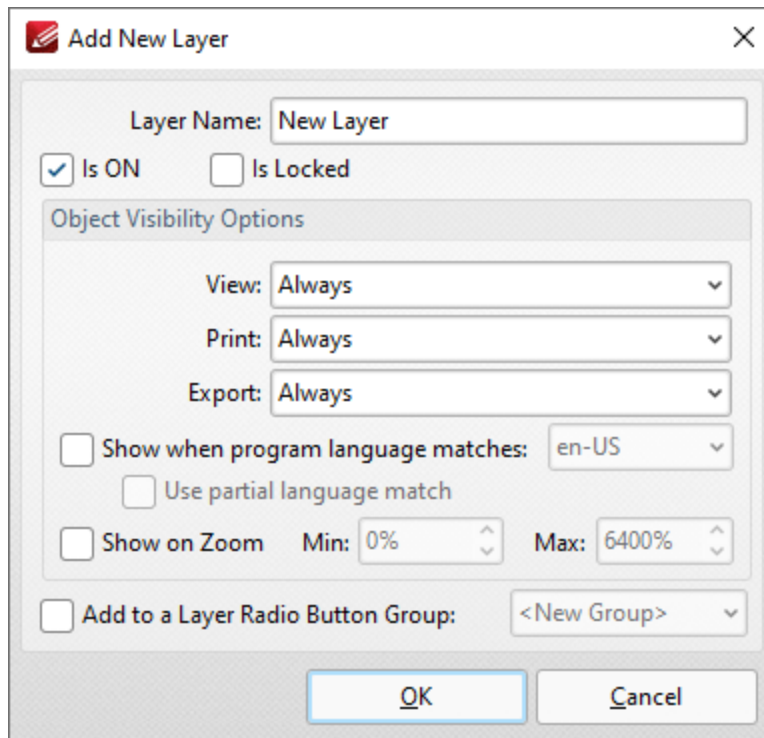 Add New Layer
Layer Name: New Layer
Is ON Is Locked
Object Visibility Options
View: Always
Print: Always
Export: Always
Show when program language matches: en-US
Use partial language match
Show on Zoom Min: 0% Max: 6400%
Add to a Layer Radio Button Group: <New Group>
OK Cancel